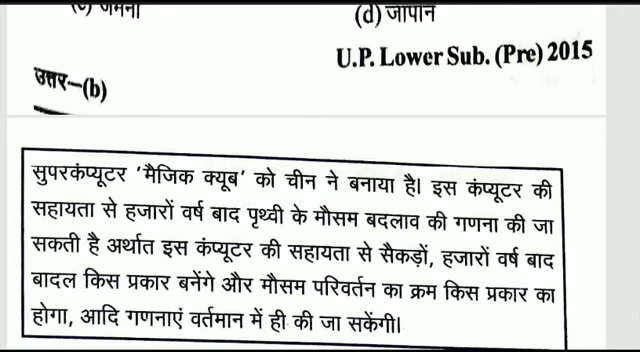 (d) जापान
U.P. Lower Sub. (Pre) 2015
उत्तर–(b)
सुपरकंप्यूटर 'मैजिक क्यूब' को चीन ने बनाया है। इस कंप्यूटर की
सहायता से हजारों वर्ष बाद पृथ्वी के मौसम बदलाव की गणना की जा
सकती है अर्थात इस कंप्यूटर की सहायता से सैकड़ों, हजारों वर्ष बाद
बादल किस प्रकार बनेंगे और मौसम परिवर्तन का क्रम किस प्रकार का
होगा, आदि गणनाएं वर्तमान में ही की जा सकेंगी।